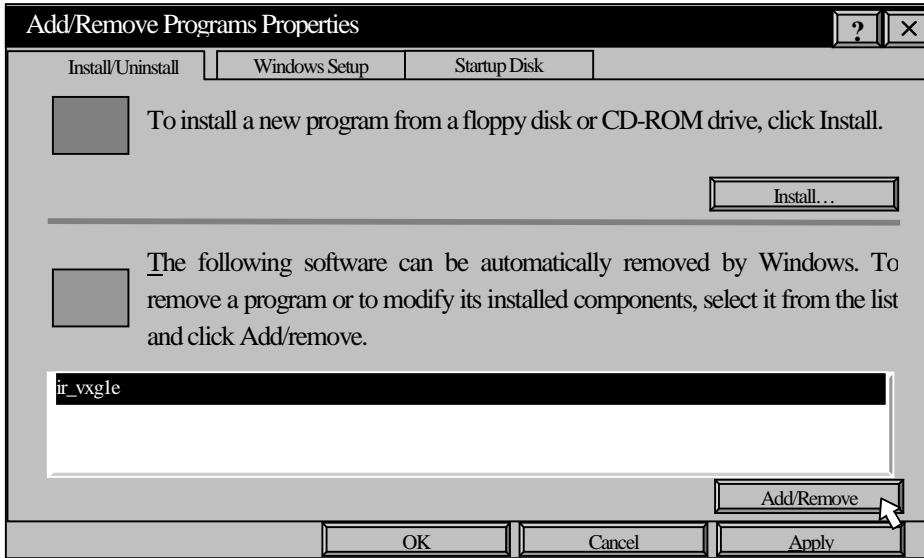 Add/Remove Programs Properties
?
×
Install/Uninstall
Windows Setup
Startup Disk
To install a new program from a floppy disk or CD-ROM drive, click Install.
Install…
The following software can be automatically removed by Windows. To
remove a program or to modify its installed components, select it from the list
and click Add/remove.
ir_vxg1e
Add/Remove
OK
Cancel
Apply